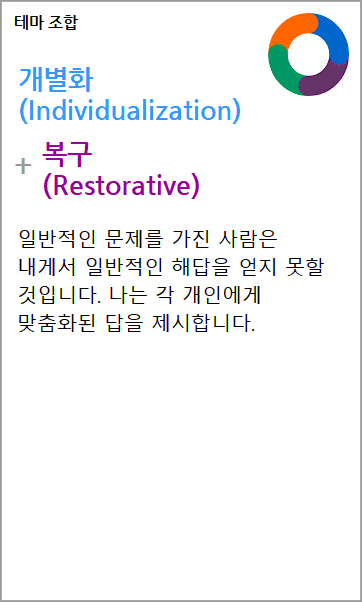 테마 조합
개별화
(Individualization)
+ 복구
(Restorative)
일반적인 문제를 가진 사람은
내게서 일반적인 해답을 얻지 못할
것입니다. 나는 각 개인에게
맞춤화된 답을 제시합니다.